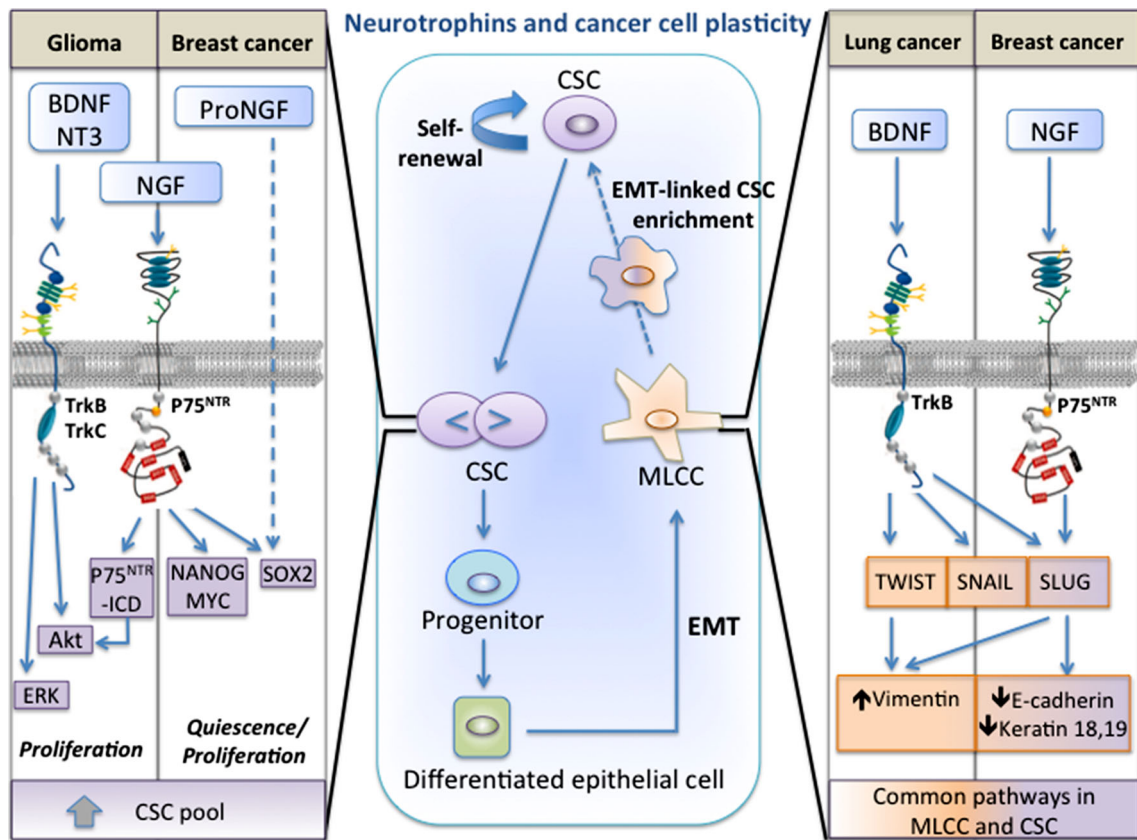 Neurotrophins and cancer cell plasticity
Glioma
Breast cancer
BDNF
NT3
ProNGF
NGF
TrkB
TrkC
P75NTR
P75NTR
-ICD
NANOG
MYC
SOX2
Akt
ERK
Proliferation
Quiescence/
Proliferation
CSC pool
CSC
Self-
renewal
EMT-linked CSC
enrichment
< >
CSC
MLCC
Progenitor
EMT
Differentiated epithelial cell
Lung cancer
Breast cancer
BDNF
NGF
TrkB
P75NTR
TWIST
SNAIL
SLUG
↑Vimentin
↓E-cadherin
↓Keratin 18,19
Common pathways in
MLCC and CSC